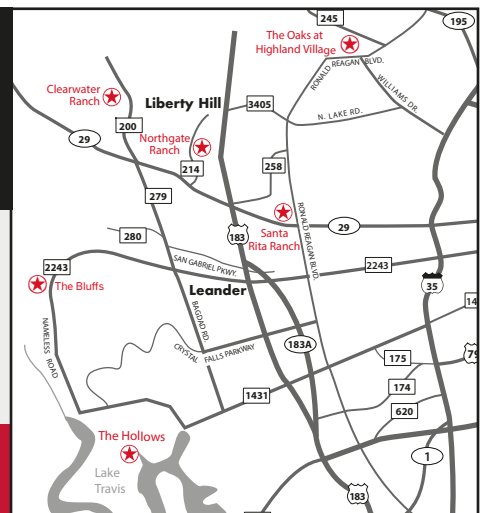 245
195
The Oaks at
Highland Village
RONALD REAGAN BLVD.
WILLIAMS DR.
Clearwater
Ranch
Liberty Hill
3405
N. LAKE RD.
200
29
Northgate
Ranch
214
258
279
RONALD REAGAN BLVD.
Santa
Rita Ranch
29
280
183
SAN GABRIEL PKWY.
2243
2243
The Bluffs
Leander
35
14
BAGDAD RD.
NAMELESS ROAD
CRYSTAL FALLS PARKWAY
183A
175
79
174
1431
620
The Hollows
1
Lake
Travis
183